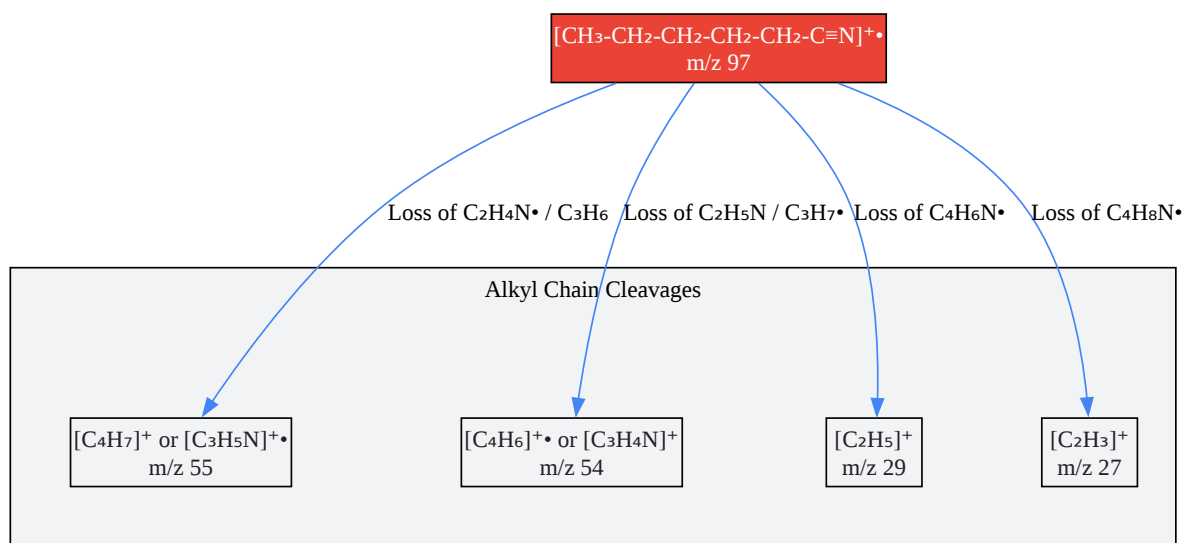 [CH₃-CH₂-CH₂-CH₂-CH₂-C≡N]⁺•
m/z 97
Loss of C₂H₄N• / C₃H₆
Loss of C₂H₅N / C₃H₇•
Loss of C₄H₆N•
Loss of C₄H₈N•
Alkyl Chain Cleavages
[C₄H₇]⁺ or [C₃H₅N]⁺•
m/z 55
[C₄H₆]⁺• or [C₃H₄N]⁺
m/z 54
[C₂H₅]⁺
m/z 29
[C₂H₃]⁺
m/z 27